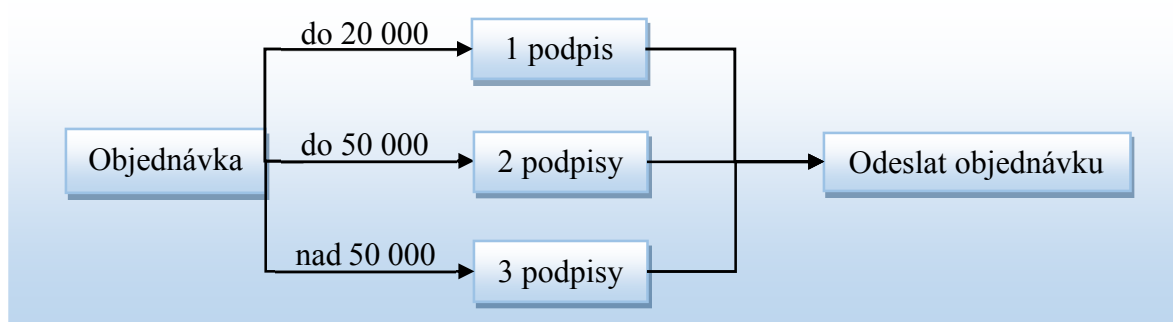 do 20 000
1 podpis
Objednávka
do 50 000
2 podpisy
Odeslat objednávku
nad 50 000
3 podpisy